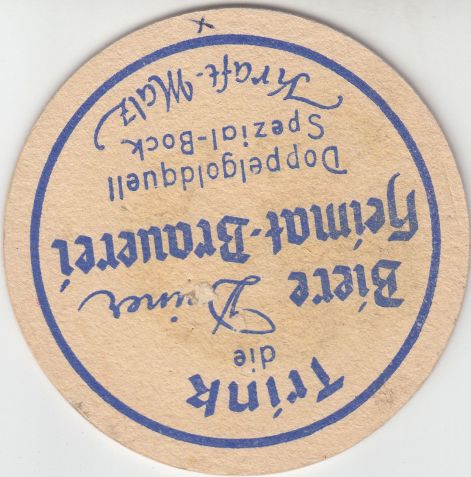 Trink
die
Biere Deiner
Heimat-Brauerei
Doppelgoldquell
Spezial-Bock
Kraft-Malz